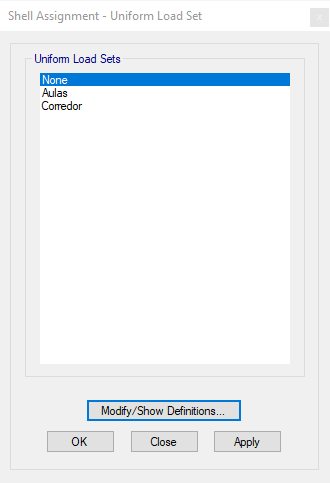 Shell Assignment - Uniform Load Set
Uniform Load Sets
None
Aulas
Corredor
Modify/Show Definitions...
OK Close Apply